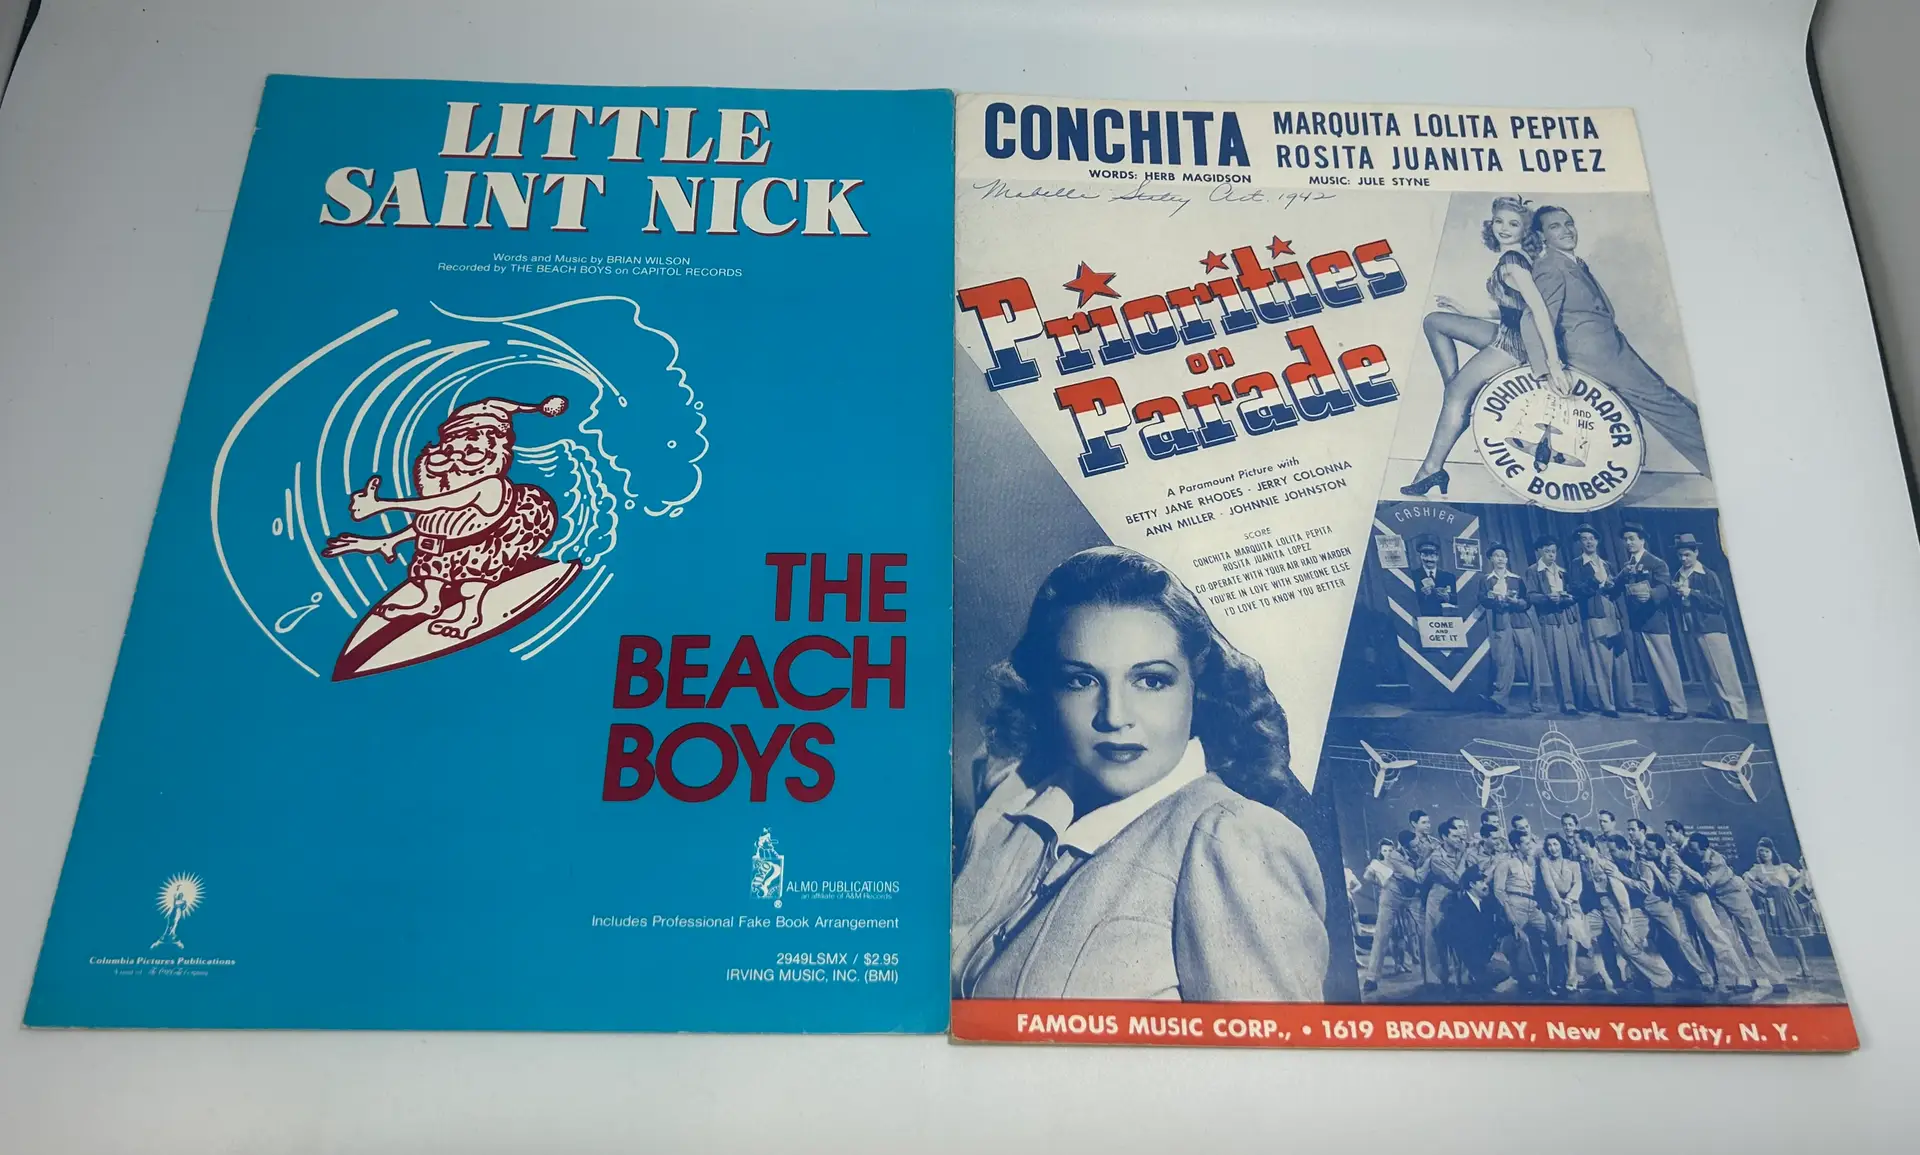 LITTLE
SAINT NICK
Words and Music by BRIAN WILSON
Recorded by THE BEACH BOYS on CAPITOL RECORDS
THE
BEACH
BOYS
ALMO PUBLICATIONS
an affiliate of A&M Records
Includes Professional Fake Book Arrangement
2949LSMX / $2.95
IRVING MUSIC, INC. (BMI)
Columbia Pictures Publications
CONCHITA
MARQUITA LOLITA PEPITA
ROSITA JUANITA LOPEZ
WORDS: HERB MAGIDSON
MUSIC: JULE STYNE
Oct. 1942
Priorities
on
Parade
A Paramount Picture with
BETTY JANE RHODES · JERRY COLONNA
ANN MILLER · JOHNNIE JOHNSTON
SCORE
CONCHITA MARQUITA LOLITA PEPITA
ROSITA JUANITA LOPEZ
CO-OPERATE WITH YOUR AIR RAID WARDEN
YOU'RE IN LOVE WITH SOMEONE ELSE
I'D LOVE TO KNOW YOU BETTER
JOHNNY DRAPER
AND
HIS
JIVE BOMBERS
CASHIER
COME
AND
GET IT
FAMOUS MUSIC CORP., • 1619 BROADWAY, New York City, N. Y.